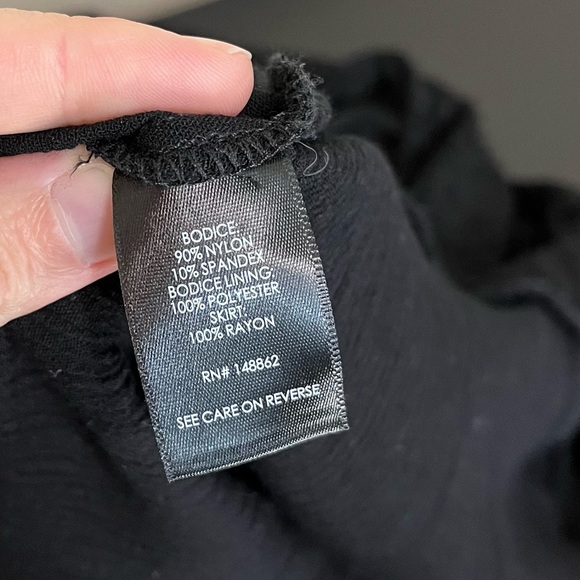 BODICE:
90% NYLON
10% SPANDEX
BODICE LINING
100% POLYESTER
SKIRT
100% RAYON
RN# 148862
SEE CARE ON REVERSE